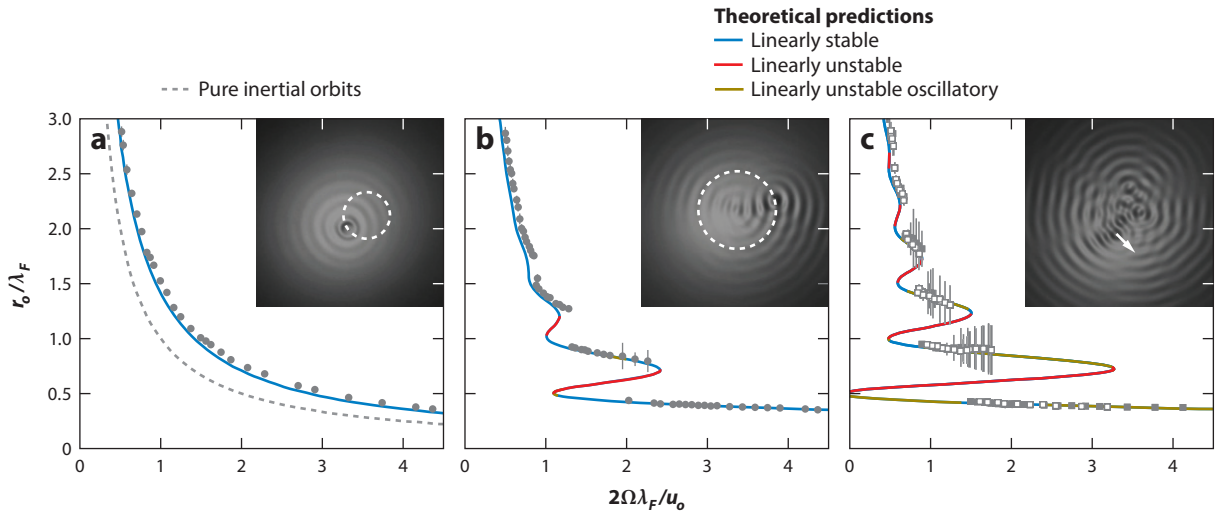 Theoretical predictions
Linearly stable
Linearly unstable
Pure inertial orbits
Linearly unstable oscillatory
a
b
c
3.0
2.5
2.0
1.5
1.0
0.5
0
r_o/λ_F
0 1 2 3 4
0 1 2 3 4
0 1 2 3 4
2Ωλ_F/u_o